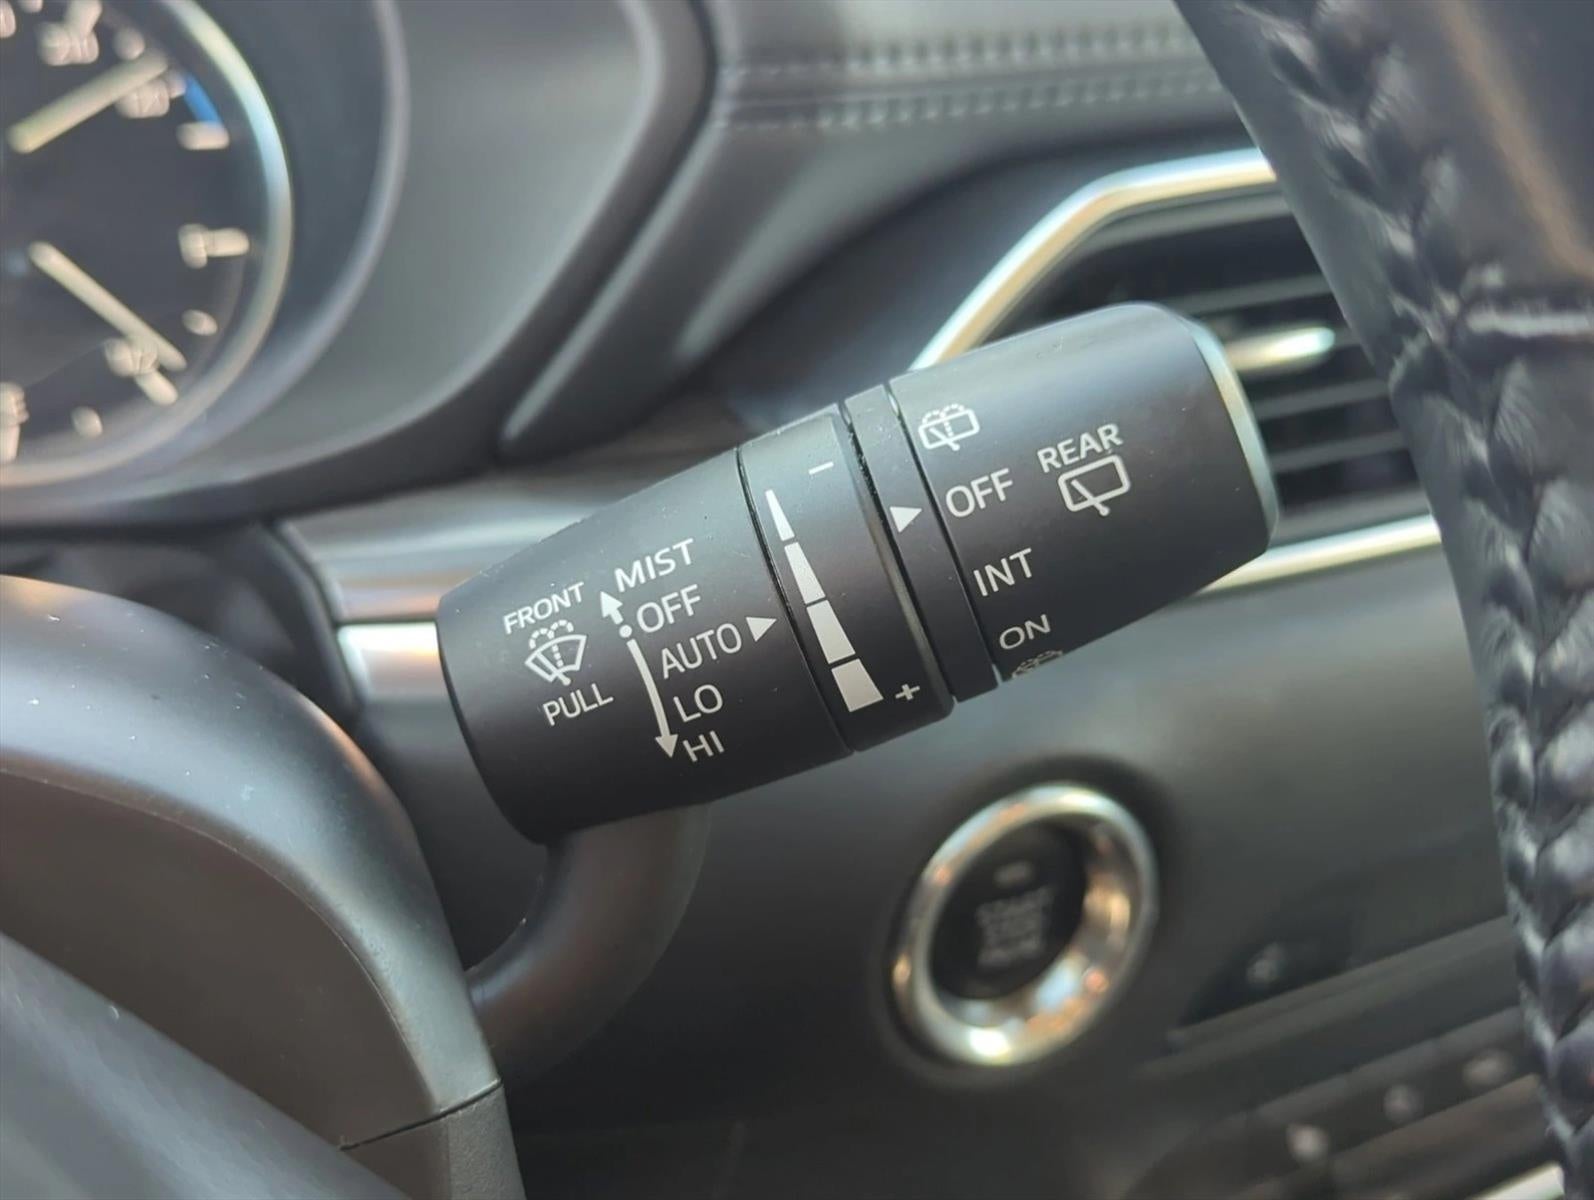 FRONT
PULL
MIST
OFF
AUTO
LO
HI
−
+
OFF
INT
ON
REAR